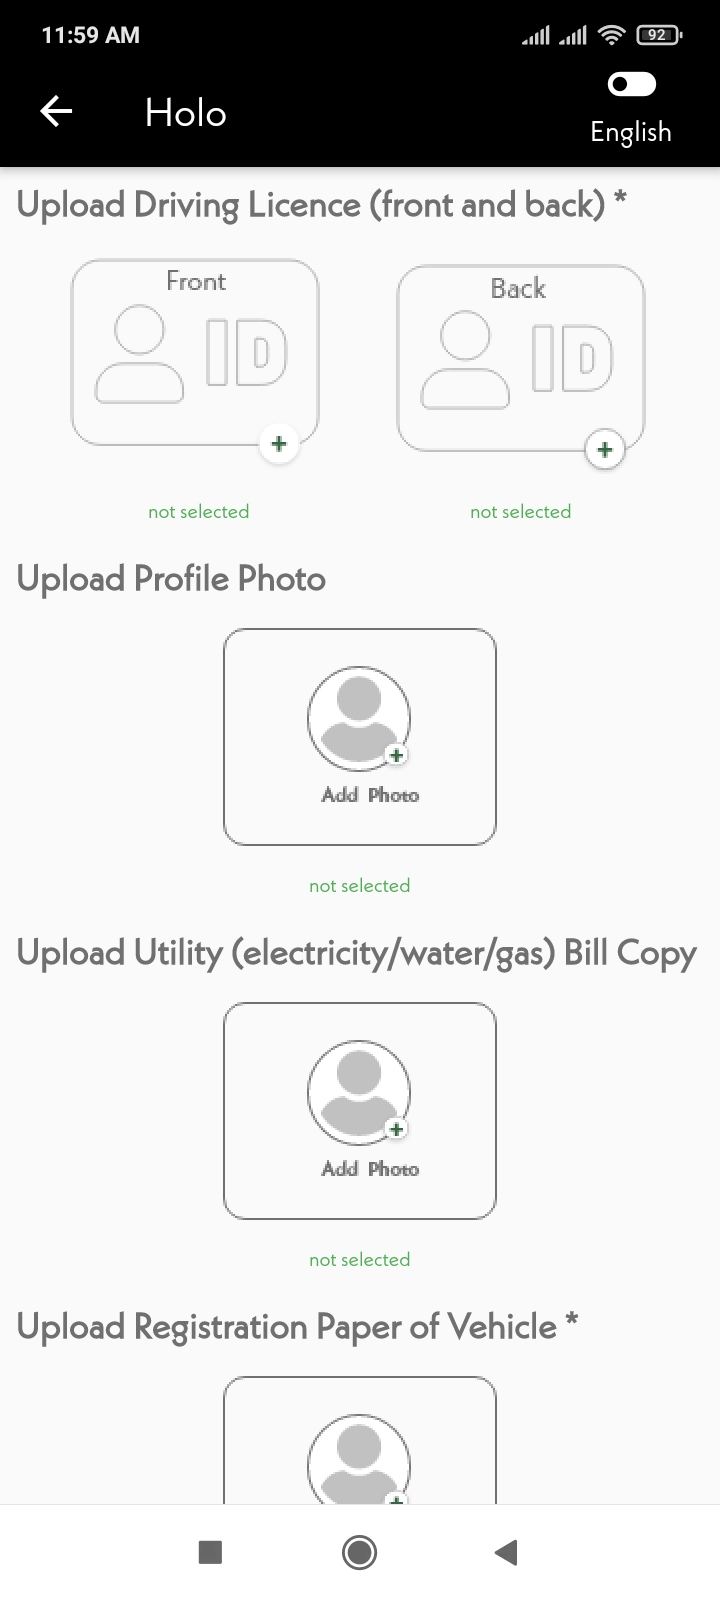 11:59 AM
92
Holo
English
Upload Driving Licence (front and back) *
Front
Back
ID
ID
not selected
not selected
Upload Profile Photo
Add Photo
not selected
Upload Utility (electricity/water/gas) Bill Copy
Add Photo
not selected
Upload Registration Paper of Vehicle *